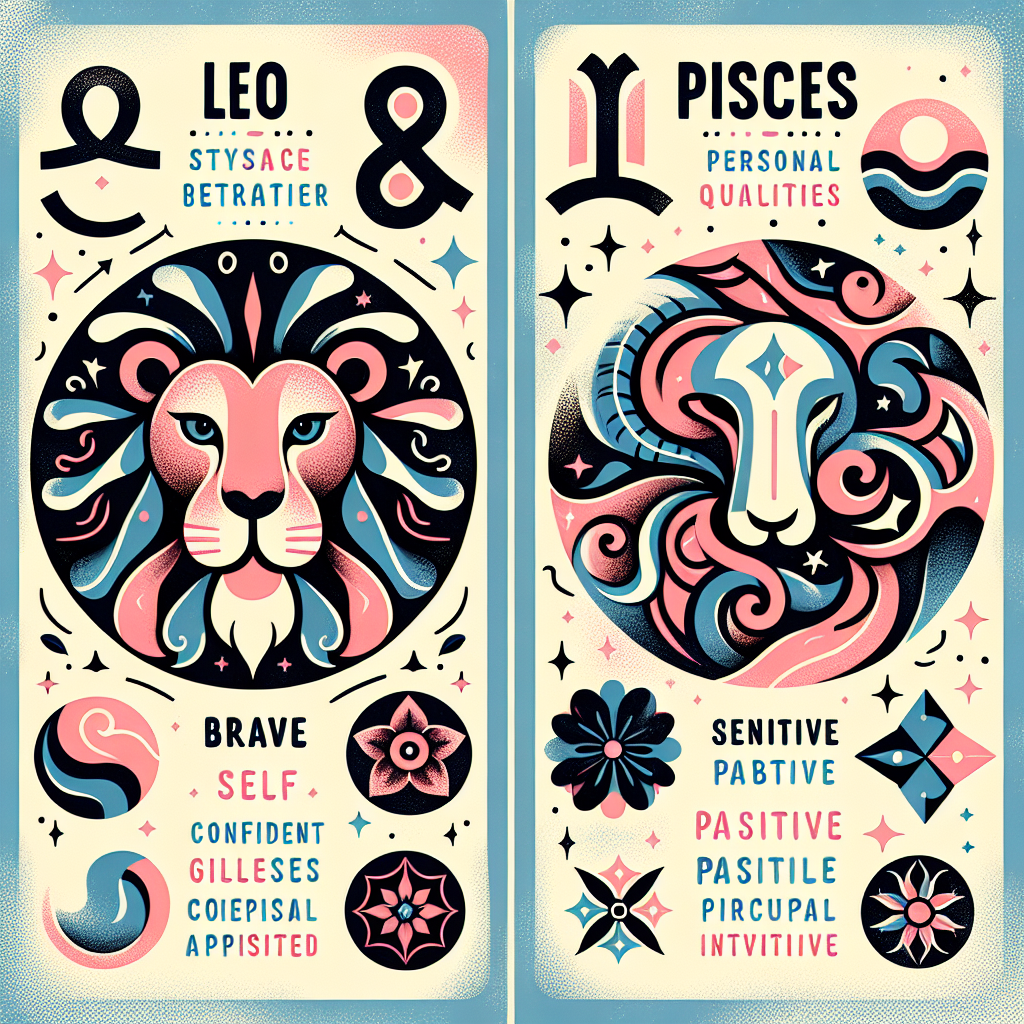 LEO
STYSACE
BETRATIER
BRAVE
SELF
CONFIDENT
GILLESES
COIEPISAL
APPISITED
PISCES
PERSONAL
QUALITIES
SENITIVE
PABTIVE
PASITIVE
PASITILE
PIRCUPAL
INTVITIIVE